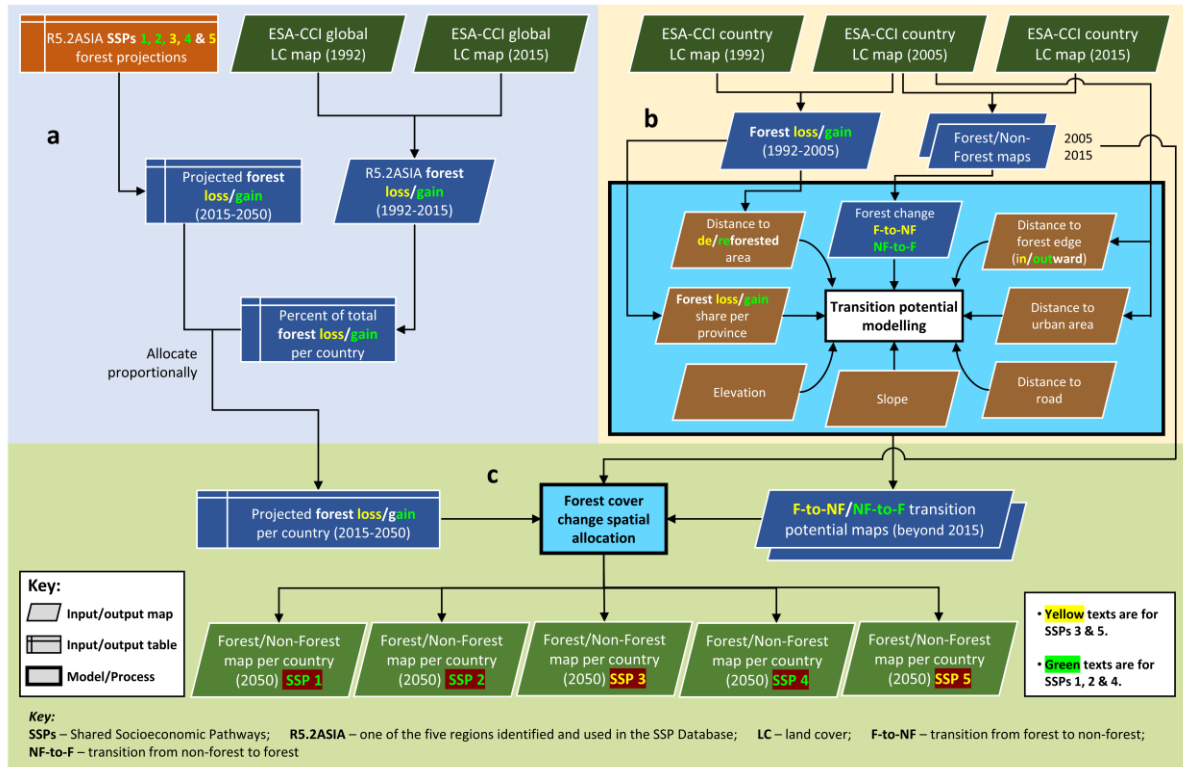 R5.2ASIA SSPs 1, 2, 3, 4 & 5
forest projections
ESA-CCI global
LC map (1992)
ESA-CCI global
LC map (2015)
ESA-CCI country
LC map (1992)
ESA-CCI country
LC map (2005)
ESA-CCI country
LC map (2015)
a
b
Projected forest
loss/gain
(2015-2050)
R5.2ASIA forest
loss/gain
(1992-2015)
Percent of total
forest loss/gain
per country
Allocate
proportionally
Forest loss/gain
(1992-2005)
Forest/Non-
Forest maps
2005
2015
Distance to
de/reforested
area
Forest change
F-to-NF
NF-to-F
Distance to
forest edge
(in/outward)
Forest loss/gain
share per
province
Transition potential
modelling
Distance to
urban area
Elevation
Slope
Distance to
road
c
Projected forest loss/gain
per country (2015-2050)
Forest cover
change spatial
allocation
F-to-NF/NF-to-F transition
potential maps (beyond 2015)
Key:
Input/output map
Input/output table
Model/Process
Forest/Non-Forest
map per country
(2050) SSP 1
Forest/Non-Forest
map per country
(2050) SSP 2
Forest/Non-Forest
map per country
(2050) SSP 3
Forest/Non-Forest
map per country
(2050) SSP 4
Forest/Non-Forest
map per country
(2050) SSP 5
• Yellow texts are for
SSPs 3 & 5.
• Green texts are for
SSPs 1, 2 & 4.
Key:
SSPs – Shared Socioeconomic Pathways; R5.2ASIA – one of the five regions identified and used in the SSP Database; LC – land cover; F-to-NF – transition from forest to non-forest;
NF-to-F – transition from non-forest to forest